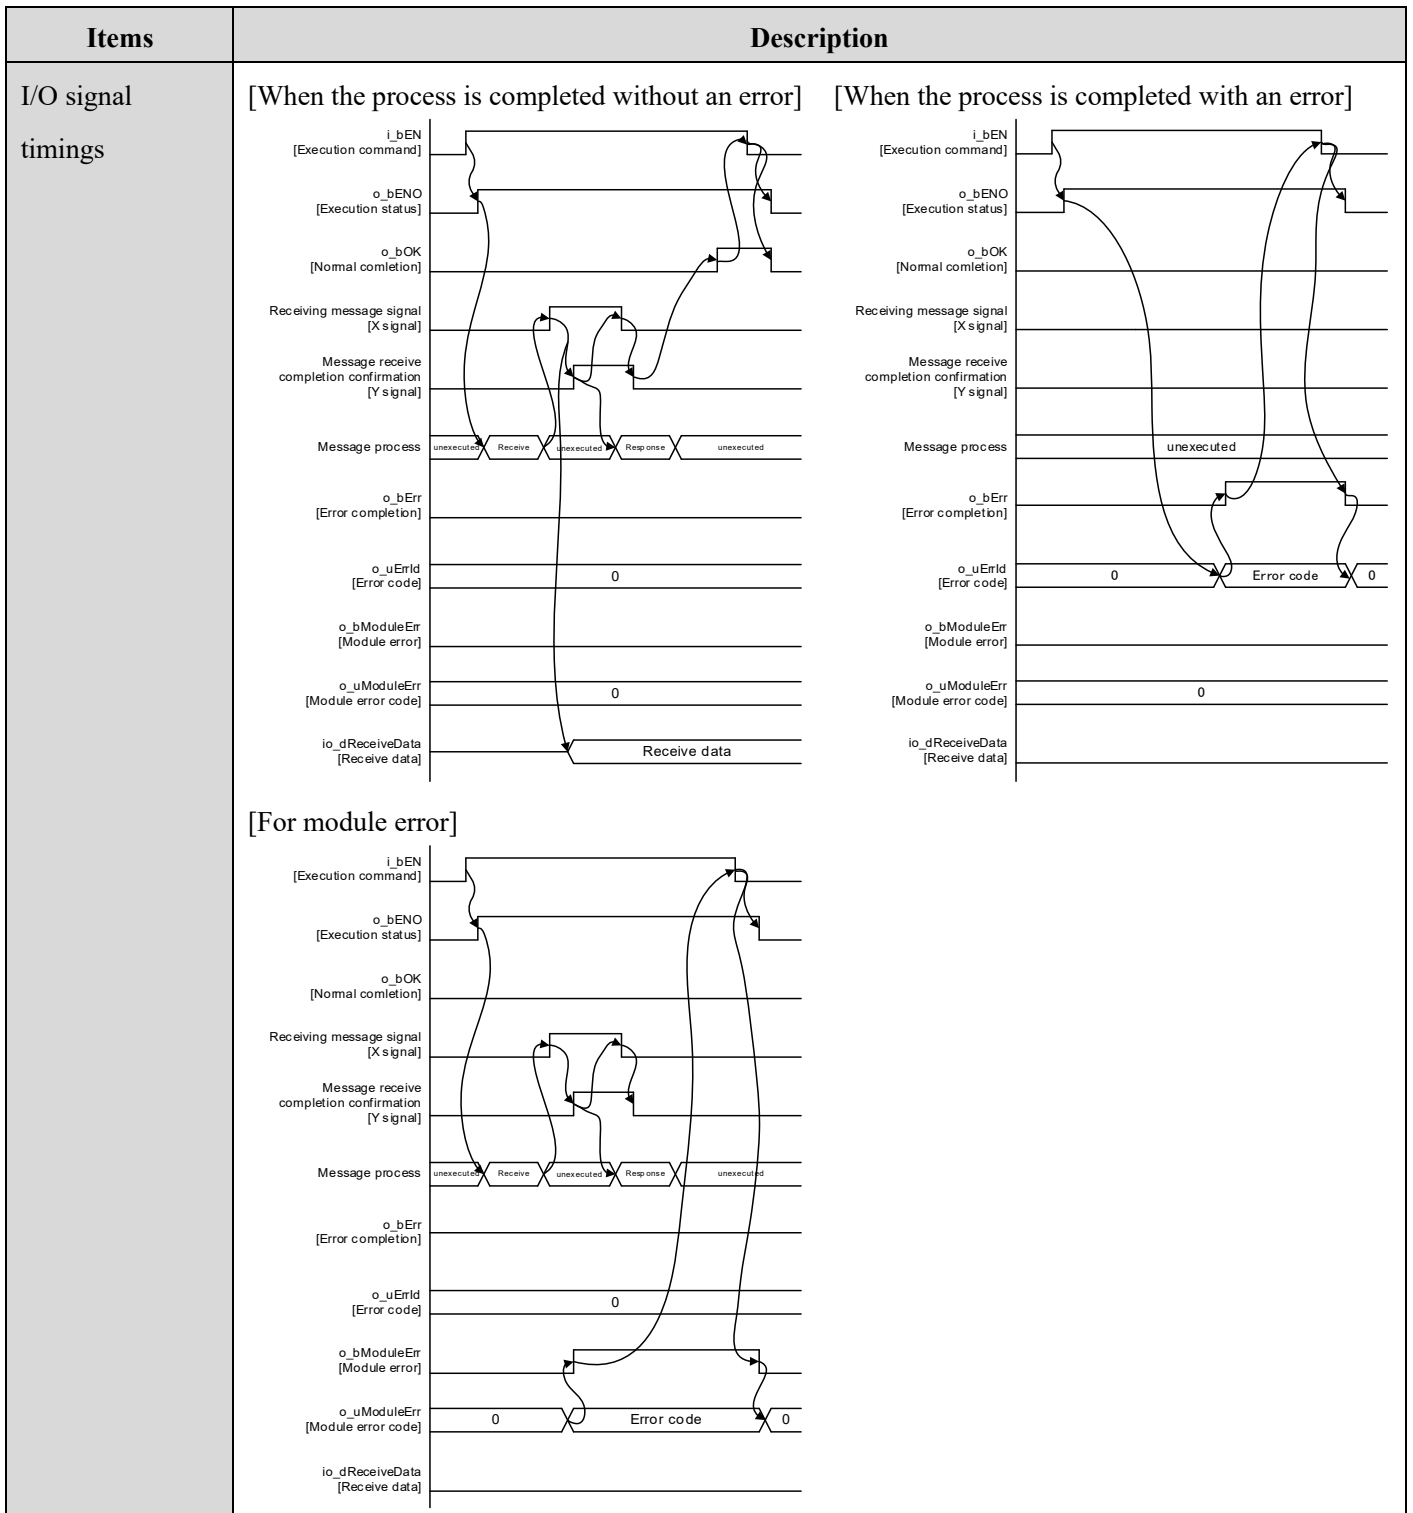 Items
Description
I/O signal
timings
[When the process is completed without an error]
i_bEN
[Execution command]
o_bENO
[Execution status]
o_bOK
[Normal comletion]
Receiving message signal
[X signal]
Message receive
completion confirmation
[Y signal]
Message process
unexecuted
Receive
unexecuted
Response
unexecuted
o_bErr
[Error completion]
o_uErrId
[Error code]
0
o_bModuleErr
[Module error]
o_uModuleErr
[Module error code]
0
io_dReceiveData
[Receive data]
Receive data
[When the process is completed with an error]
i_bEN
[Execution command]
o_bENO
[Execution status]
o_bOK
[Normal comletion]
Receiving message signal
[X signal]
Message receive
completion confirmation
[Y signal]
Message process
unexecuted
o_bErr
[Error completion]
o_uErrId
[Error code]
0
Error code
0
o_bModuleErr
[Module error]
o_uModuleErr
[Module error code]
0
io_dReceiveData
[Receive data]
[For module error]
i_bEN
[Execution command]
o_bENO
[Execution status]
o_bOK
[Normal comletion]
Receiving message signal
[X signal]
Message receive
completion confirmation
[Y signal]
Message process
unexecuted
Receive
unexecuted
Response
unexecuted
o_bErr
[Error completion]
o_uErrId
[Error code]
0
o_bModuleErr
[Module error]
o_uModuleErr
[Module error code]
0
Error code
0
io_dReceiveData
[Receive data]